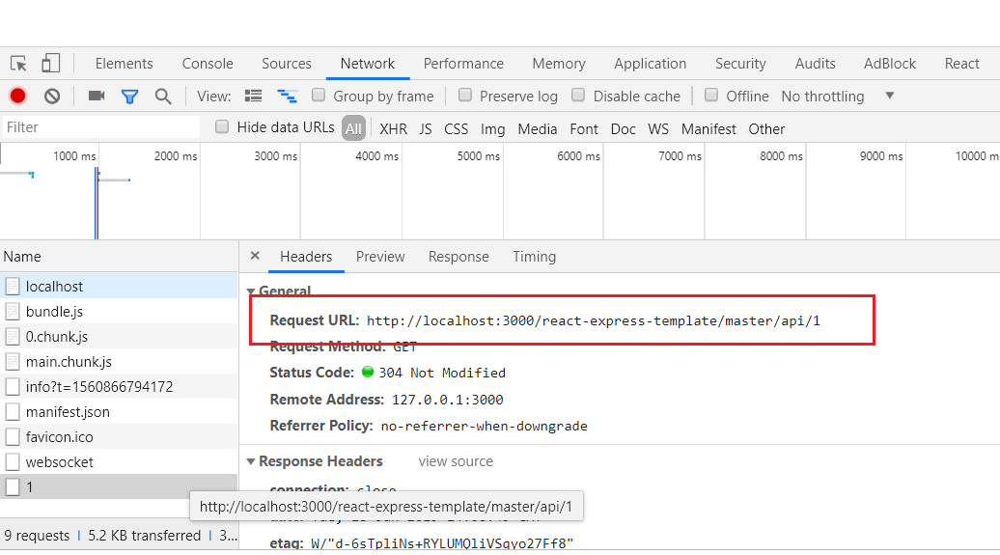 Elements Console Sources Network Performance Memory Application Security Audits AdBlock React
View: Group by frame Preserve log Disable cache Offline No throttling
Filter Hide data URLs All XHR JS CSS Img Media Font Doc WS Manifest Other
1000 ms 2000 ms 3000 ms 4000 ms 5000 ms 6000 ms 7000 ms 8000 ms 9000 ms 10000 m
Name
localhost
bundle.js
0.chunk.js
main.chunk.js
info?t=1560866794172
manifest.json
favicon.ico
websocket
1
9 requests 5.2 KB transferred 3...
Headers Preview Response Timing
General
Request URL: http://localhost:3000/react-express-template/master/api/1
Request Method: GET
Status Code: 304 Not Modified
Remote Address: 127.0.0.1:3000
Referrer Policy: no-referrer-when-downgrade
Response Headers view source
connection: close
http://localhost:3000/react-express-template/master/api/1
etag: W/"d-6sTpliNs+RYLUMQliVSqyo27Ff8"